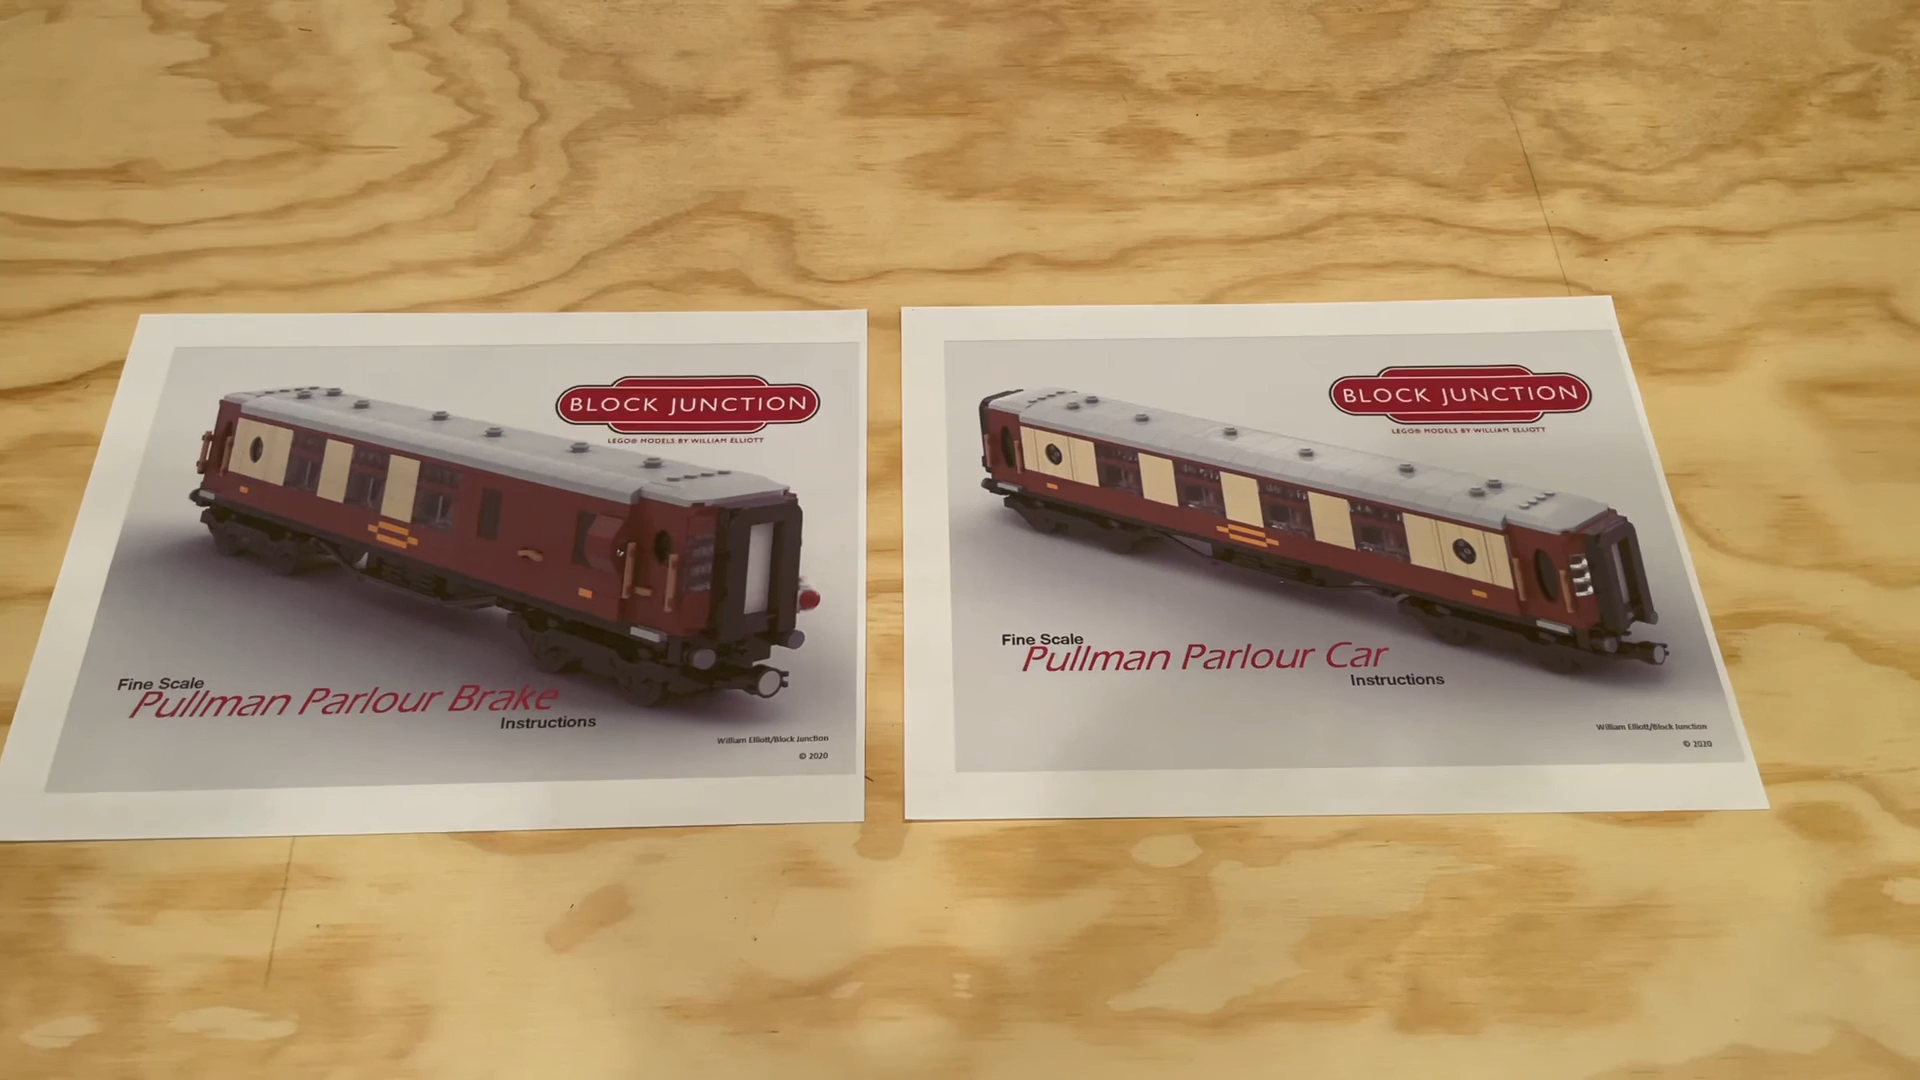 BLOCK JUNCTION
LEGO® MODELS BY WILLIAM ELLIOTT
Fine Scale
Pullman Parlour Brake
Instructions
William Elliott/Block Junction
© 2020
BLOCK JUNCTION
LEGO® MODELS BY WILLIAM ELLIOTT
Fine Scale
Pullman Parlour Car
Instructions
William Elliott/Block Junction
© 2020